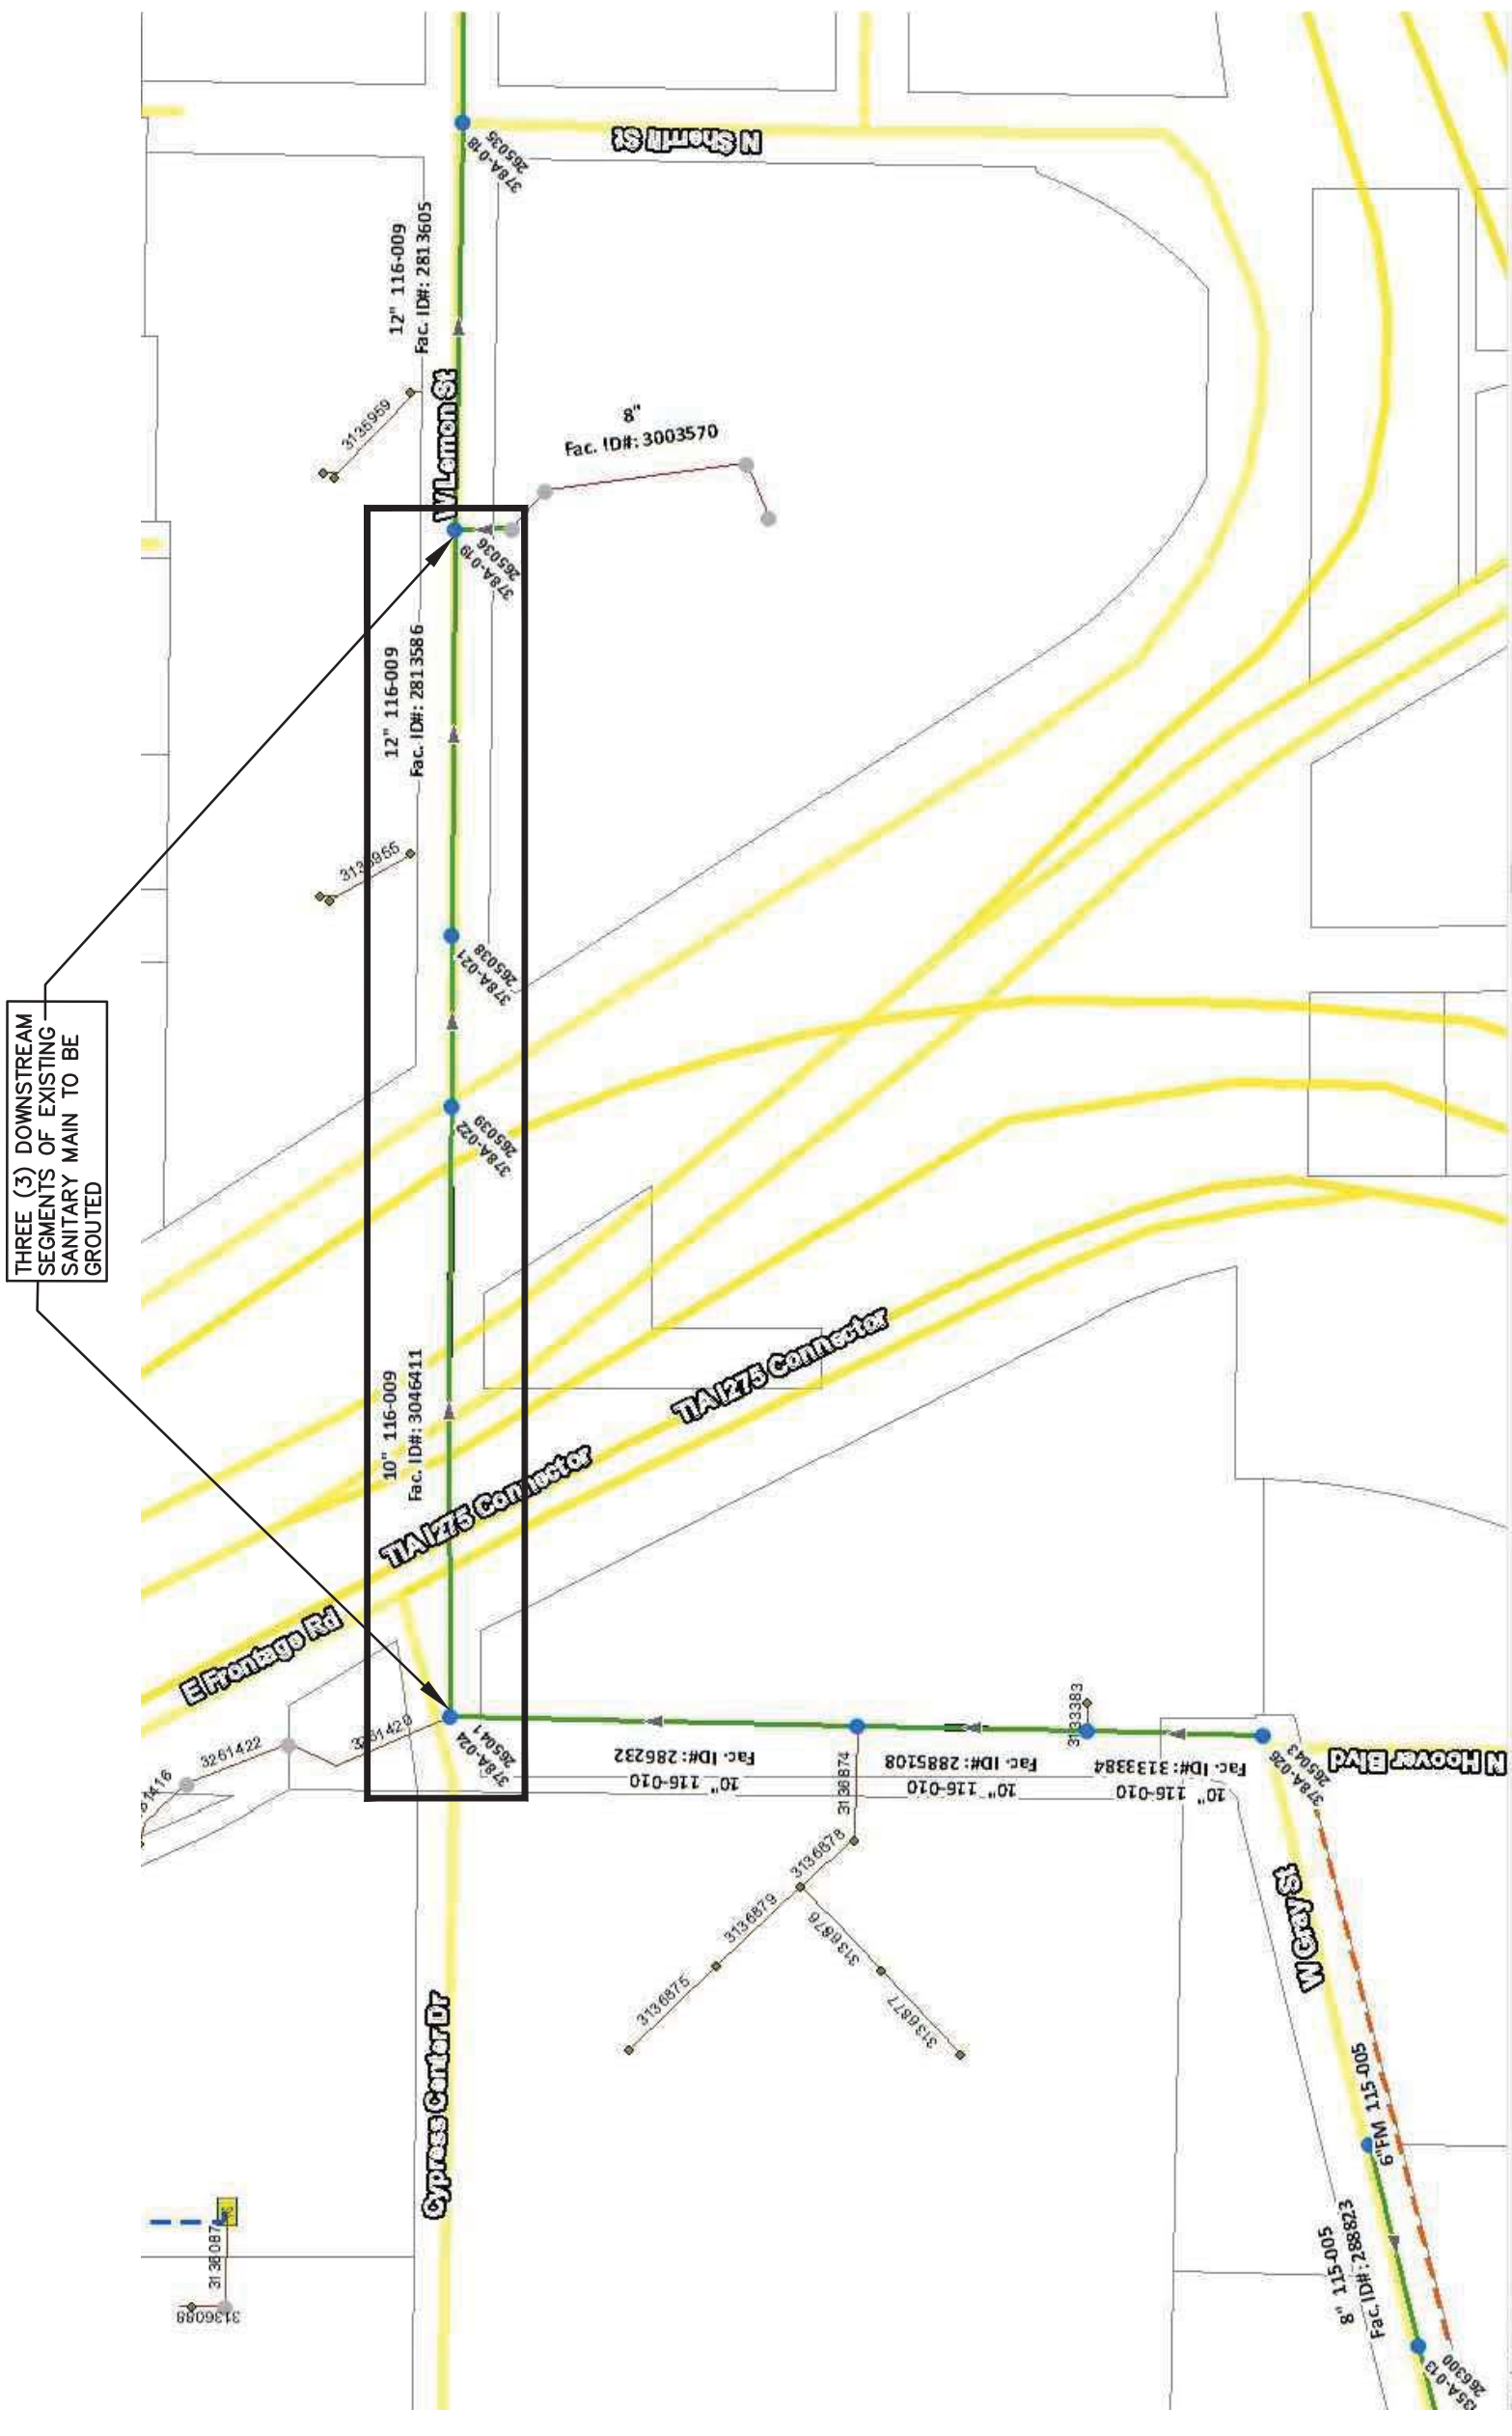 THREE (3) DOWNSTREAM
SEGMENTS OF EXISTING
SANITARY MAIN TO BE
GROUTED
N Sherrill St
265035
378A-018
12" 116-009
Fac. ID#: 2813605
3135959
W Lemon St
8"
Fac. ID#: 3003570
265036
378A-019
12" 116-009
Fac. ID#: 2813586
265038
378A-021
265039
378A-022
10" 116-009
Fac. ID#: 3046411
TIA I275 Connector
TIA I275 Connector
E Frontage Rd
3261422
3261420
265041
378A-024
10" 116-010
Fac. ID#: 286232
3136874
10" 116-010
Fac. ID#: 2885108
3133383
10" 116-010
Fac. ID#: 3133384
265043
378A-026
N Hoover Blvd
W Gray St
3136878
3136879
3136876
3136875
3136877
Cypress Center Dr
6"FM 115-005
8" 115-005
Fac. ID#: 288823
266300
3136087
3136088